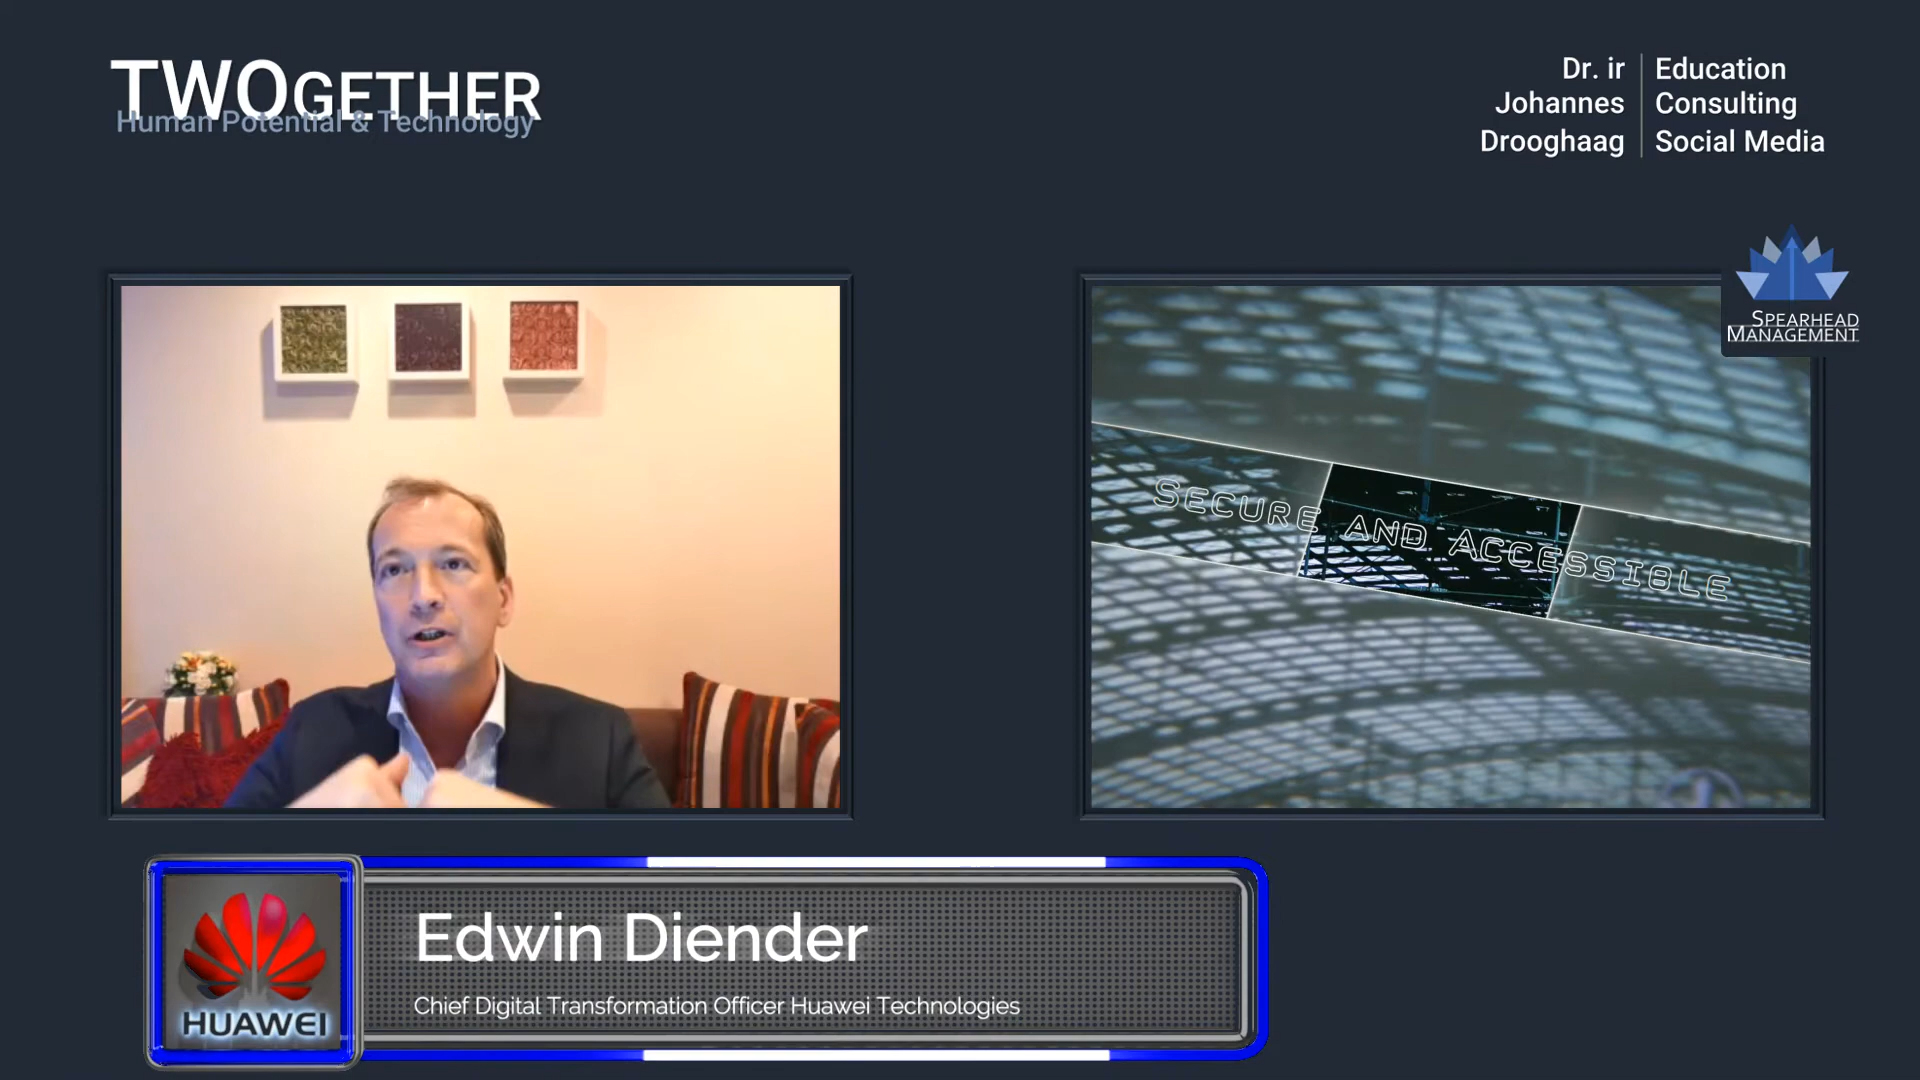 TWOGETHER
Human Potential & Technology
Dr. ir
Johannes
Drooghaag
Education
Consulting
Social Media
SPEARHEAD
MANAGEMENT
SECURE AND ACCESSIBLE
HUAWEI
Edwin Diender
Chief Digital Transformation Officer Huawei Technologies